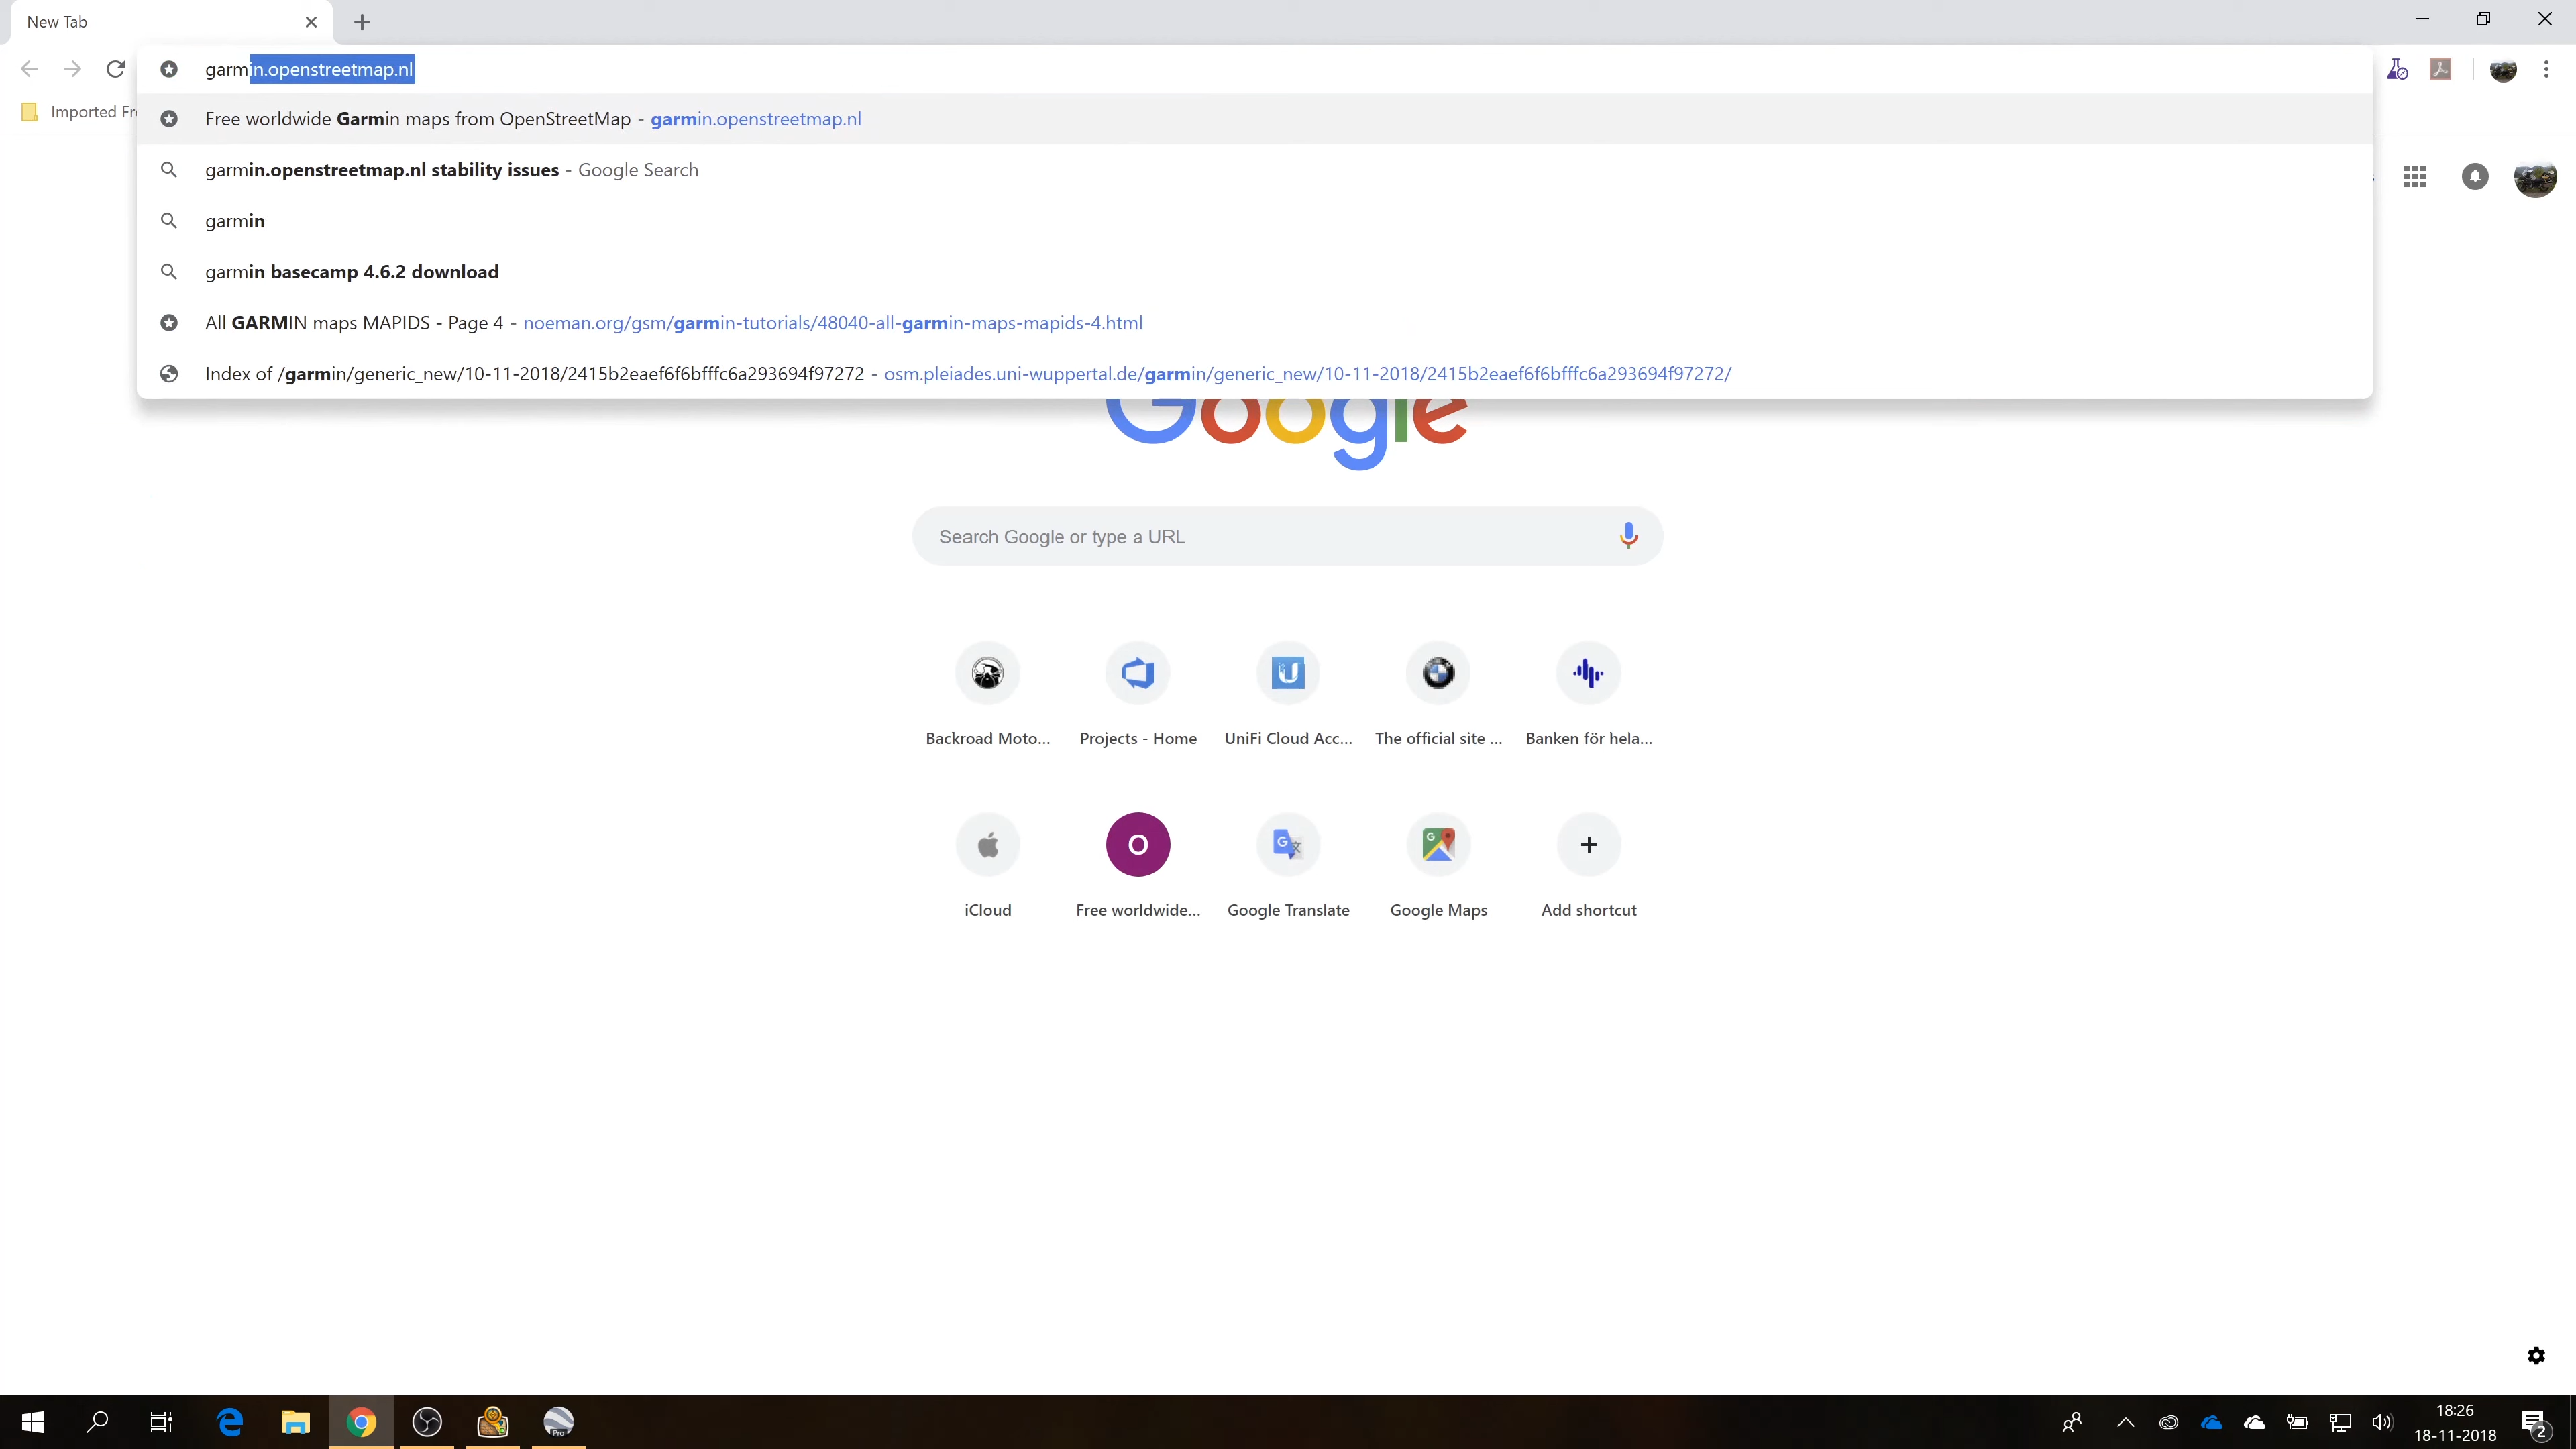 New Tab
garmin.openstreetmap.nl
Imported Fr
Free worldwide Garmin maps from OpenStreetMap - garmin.openstreetmap.nl
garmin.openstreetmap.nl stability issues - Google Search
garmin
garmin basecamp 4.6.2 download
All GARMIN maps MAPIDS - Page 4 - noeman.org/gsm/garmin-tutorials/48040-all-garmin-maps-mapids-4.html
Index of /garmin/generic_new/10-11-2018/2415b2eaef6f6bfffc6a293694f97272 - osm.pleiades.uni-wuppertal.de/garmin/generic_new/10-11-2018/2415b2eaef6f6bfffc6a293694f97272/
Google
Search Google or type a URL
Backroad Moto... Projects - Home UniFi Cloud Acc... The official site ... Banken för hela...
O
iCloud Free worldwide... Google Translate Google Maps Add shortcut
Pro
18:26
18-11-2018
2